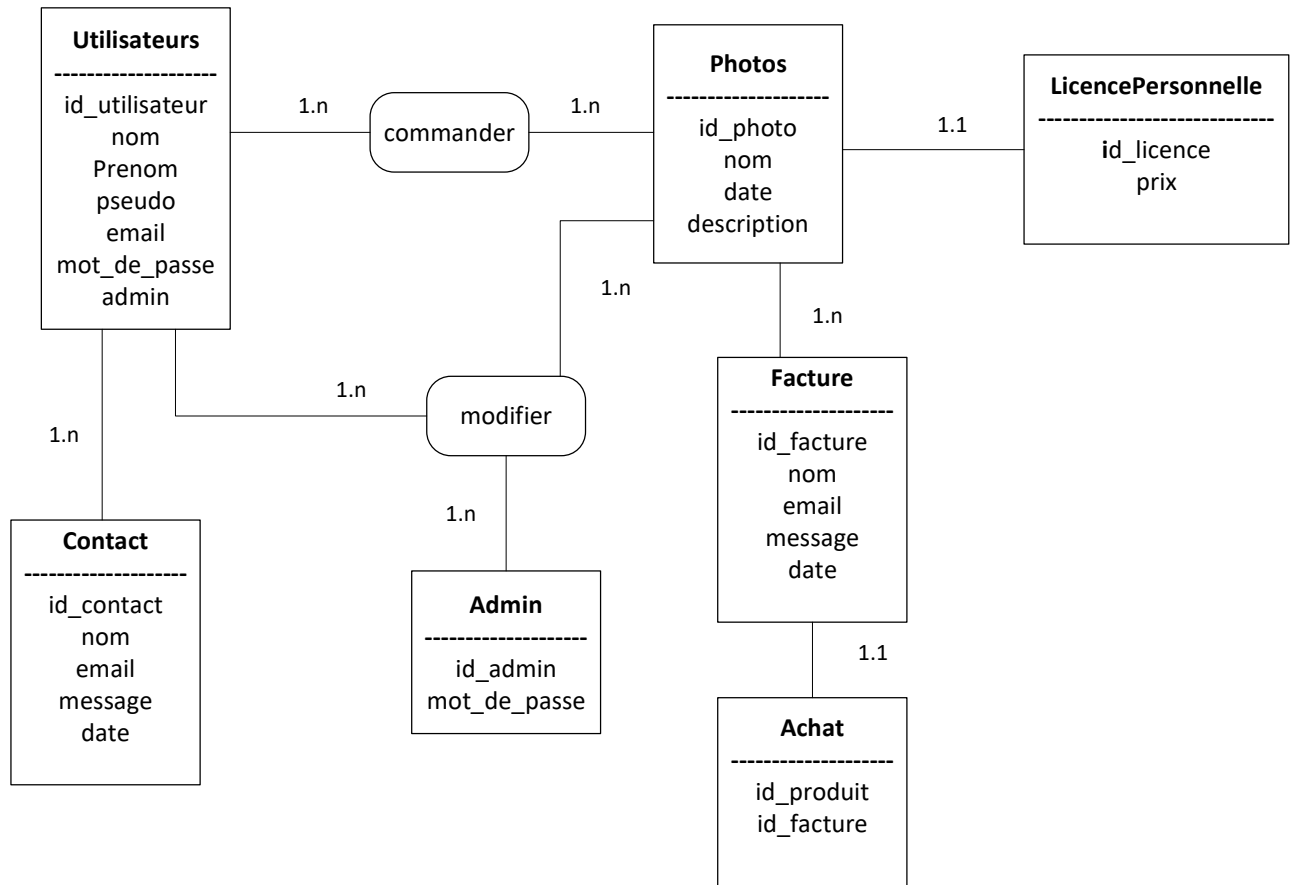 Utilisateurs
--------------------
id_utilisateur
nom
Prenom
pseudo
email
mot_de_passe
admin
1.n
commander
1.n
Photos
--------------------
id_photo
nom
date
description
1.1
LicencePersonnelle
-----------------------------
id_licence
prix
1.n
1.n
modifier
1.n
1.n
1.n
Facture
--------------------
id_facture
nom
email
message
date
Contact
--------------------
id_contact
nom
email
message
date
Admin
--------------------
id_admin
mot_de_passe
1.1
Achat
--------------------
id_produit
id_facture